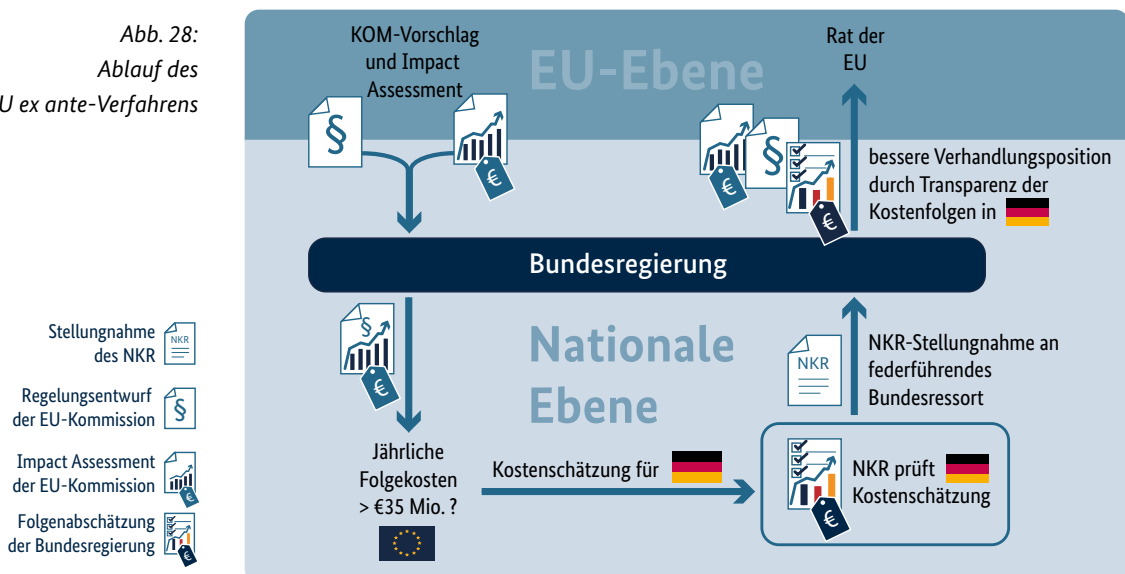 Abb. 28:
Ablauf des
U ex ante-Verfahrens
KOM-Vorschlag
und Impact
Assessment
EU-Ebene
Rat der
EU
§
€
§
€
€
bessere Verhandlungsposition
durch Transparenz der
Kostenfolgen in
Bundesregierung
§
€
Nationale
Ebene
NKR
NKR-Stellungnahme an
federführendes
Bundesressort
Jährliche
Folgekosten
> €35 Mio. ?
Kostenschätzung für
€
NKR prüft
Kostenschätzung
Stellungnahme
des NKR
NKR
Regelungsentwurf
der EU-Kommission
§
Impact Assessment
der EU-Kommission
€
Folgenabschätzung
der Bundesregierung
€